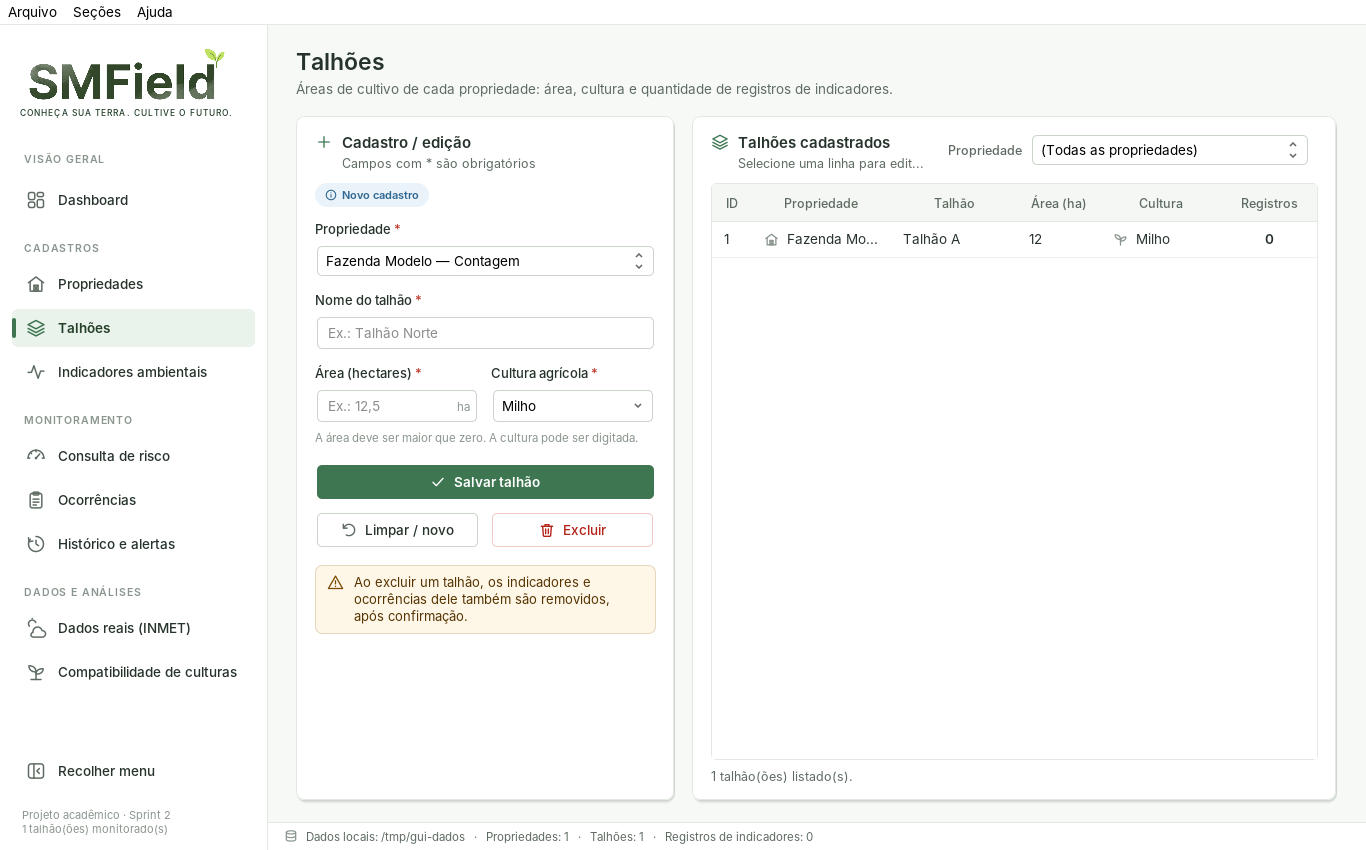 Arquivo Seções Ajuda
SMField
CONHEÇA SUA TERRA. CULTIVE O FUTURO.
VISÃO GERAL
Dashboard
CADASTROS
Propriedades
Talhões
Indicadores ambientais
MONITORAMENTO
Consulta de risco
Ocorrências
Histórico e alertas
DADOS E ANÁLISES
Dados reais (INMET)
Compatibilidade de culturas
Recolher menu
Projeto acadêmico · Sprint 2
1 talhão(ões) monitorado(s)
Talhões
Áreas de cultivo de cada propriedade: área, cultura e quantidade de registros de indicadores.
Cadastro / edição
Campos com * são obrigatórios
Novo cadastro
Propriedade *
Fazenda Modelo — Contagem
Nome do talhão *
Ex.: Talhão Norte
Área (hectares) * Cultura agrícola *
Ex.: 12,5 ha Milho
A área deve ser maior que zero. A cultura pode ser digitada.
Salvar talhão
Limpar / novo Excluir
Ao excluir um talhão, os indicadores e
ocorrências dele também são removidos,
após confirmação.
Talhões cadastrados
Selecione uma linha para edit...
Propriedade (Todas as propriedades)
ID Propriedade Talhão Área (ha) Cultura Registros
1 Fazenda Mo... Talhão A 12 Milho 0
1 talhão(ões) listado(s).
Dados locais: /tmp/gui-dados · Propriedades: 1 · Talhões: 1 · Registros de indicadores: 0